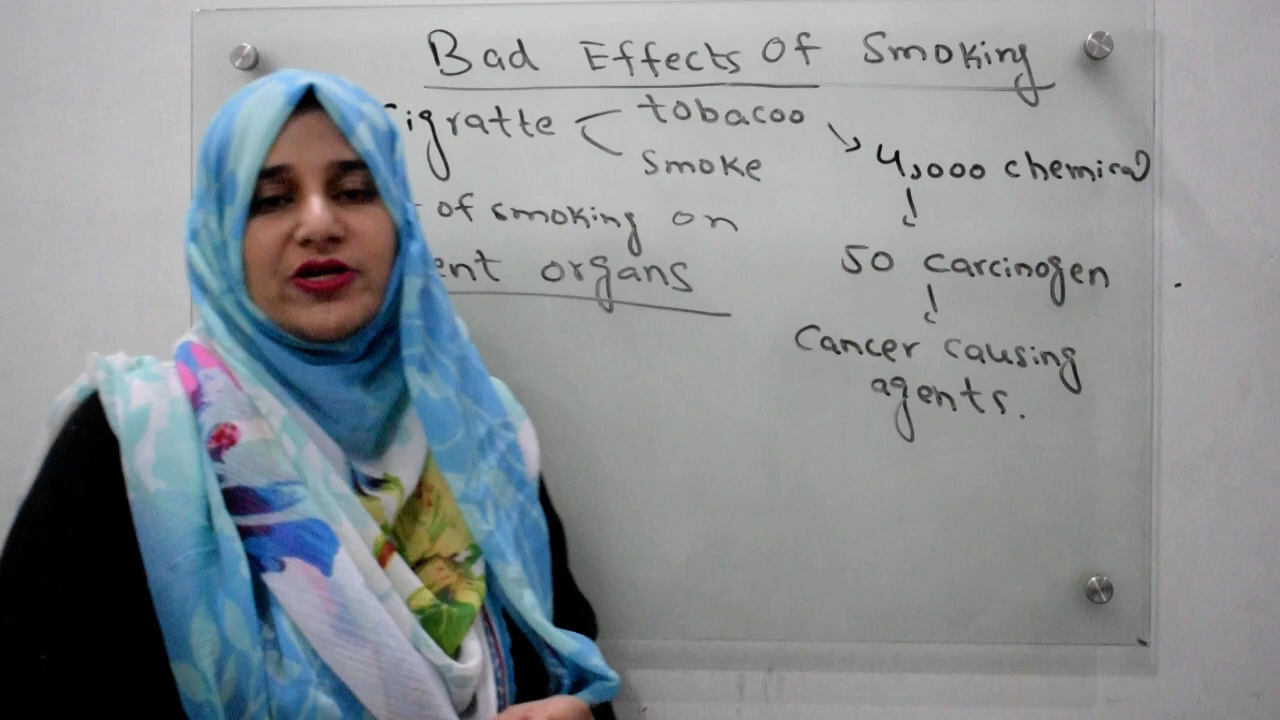 Bad Effects Of Smoking
igratte
tobacoo
smoke
4,000 chemical
of smoking on
ent organs
50 carcinogen
Cancer causing
agents.